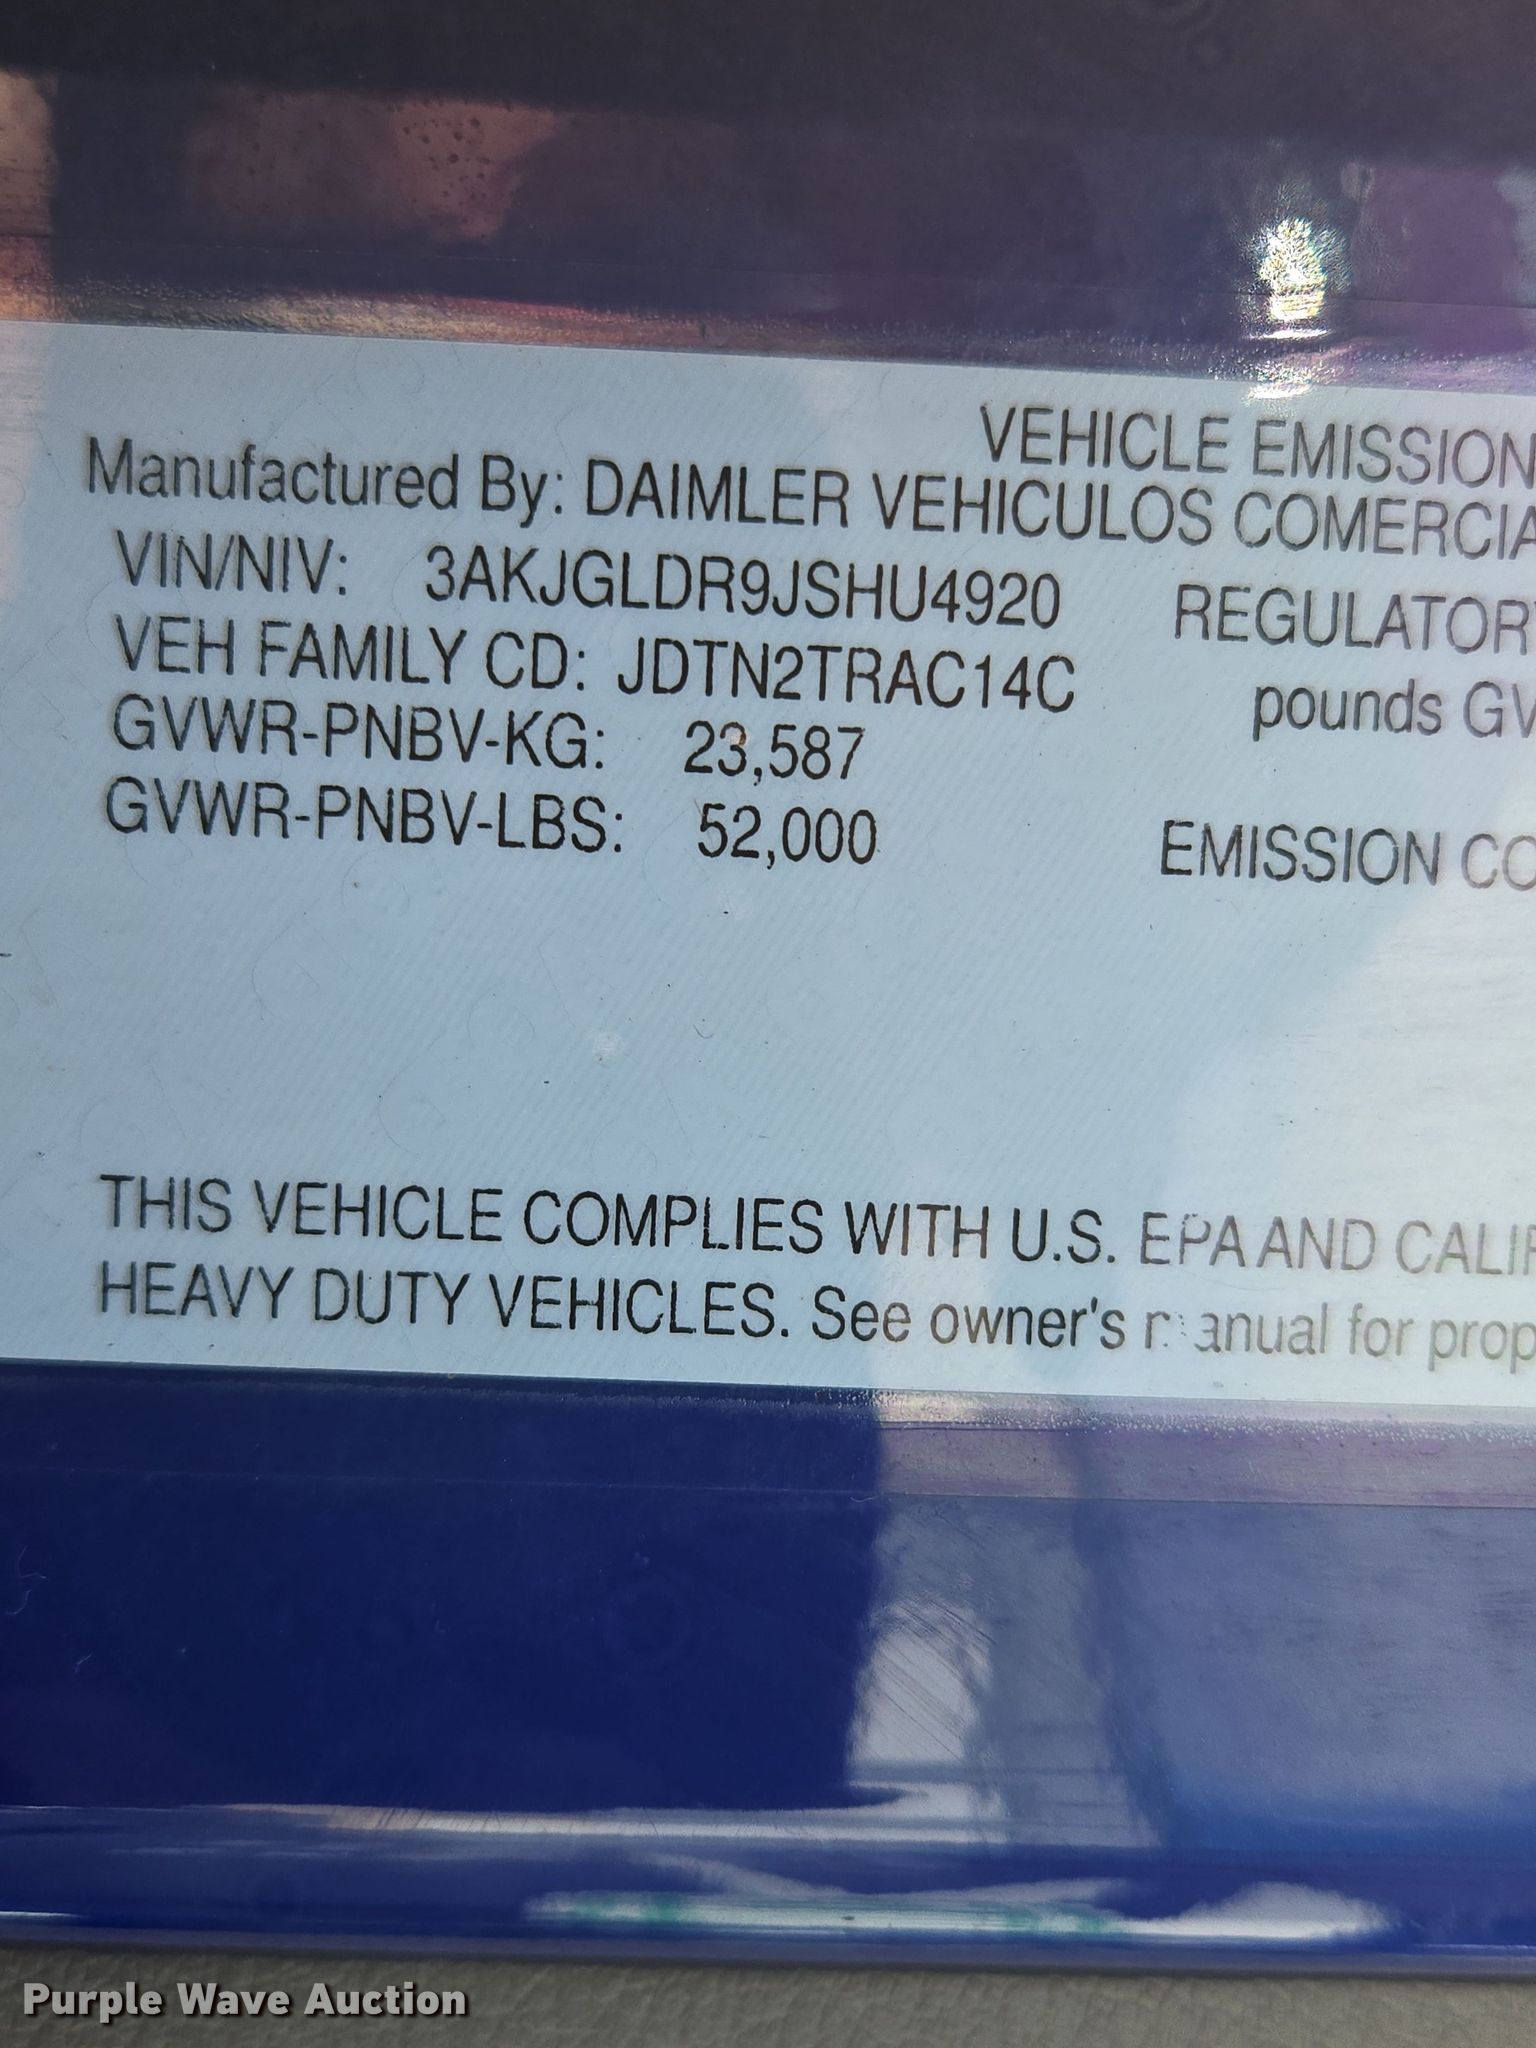 VEHICLE EMISSION
Manufactured By: DAIMLER VEHICULOS COMERCIA
VIN/NIV: 3AKJGLDR9JSHU4920 REGULATOR
VEH FAMILY CD: JDTN2TRAC14C pounds GV
GVWR-PNBV-KG: 23,587
GVWR-PNBV-LBS: 52,000 EMISSION CO
THIS VEHICLE COMPLIES WITH U.S. EPA AND CALIF
HEAVY DUTY VEHICLES. See owner's manual for prop
Purple Wave Auction